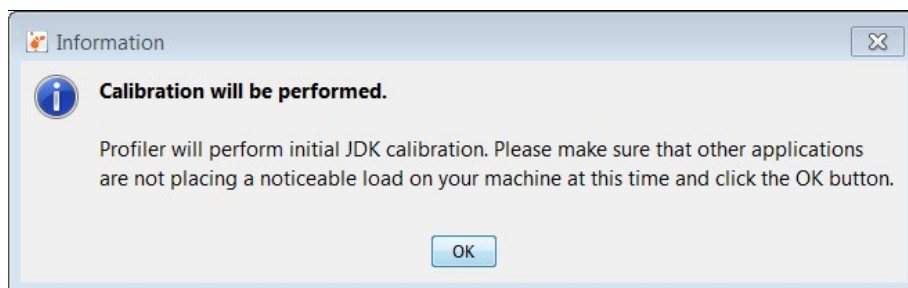 Information
Calibration will be performed.
Profiler will perform initial JDK calibration. Please make sure that other applications
are not placing a noticeable load on your machine at this time and click the OK button.
OK